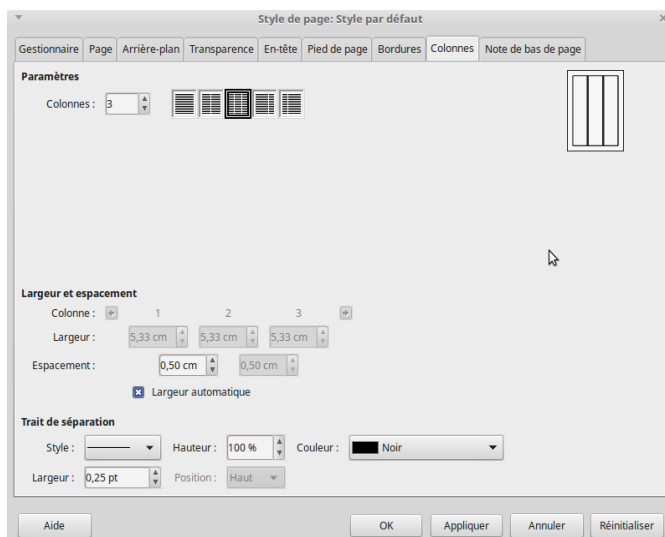 Style de page: Style par défaut
Gestionnaire Page Arrière-plan Transparence En-tête Pied de page Bordures Colonnes Note de bas de page
Paramètres
Colonnes : 3
Largeur et espacement
Colonne : 1 2 3
Largeur : 5,33 cm 5,33 cm 5,33 cm
Espacement : 0,50 cm 0,50 cm
Largeur automatique
Trait de séparation
Style : Hauteur : 100 % Couleur : Noir
Largeur : 0,25 pt Position : Haut
Aide OK Appliquer Annuler Réinitialiser